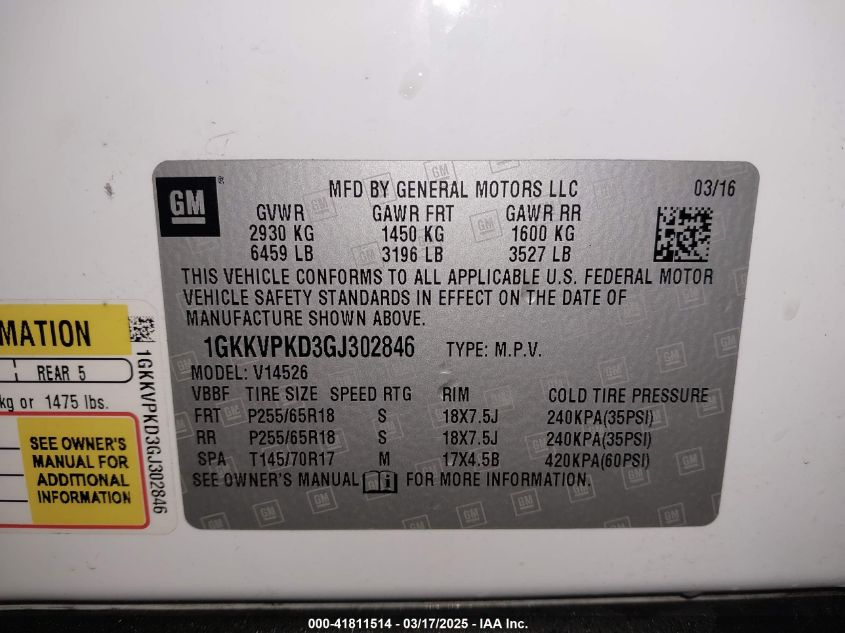 GM
MFD BY GENERAL MOTORS LLC 03/16
GVWR GAWR FRT GAWR RR
2930 KG 1450 KG 1600 KG
6459 LB 3196 LB 3527 LB
THIS VEHICLE CONFORMS TO ALL APPLICABLE U.S. FEDERAL MOTOR
VEHICLE SAFETY STANDARDS IN EFFECT ON THE DATE OF
MANUFACTURE SHOWN ABOVE.
1GKKVPKD3GJ302846 TYPE: M.P.V.
MODEL: V14526
VBBF TIRE SIZE SPEED RTG RIM COLD TIRE PRESSURE
FRT P255/65R18 S 18X7.5J 240KPA(35PSI)
RR P255/65R18 S 18X7.5J 240KPA(35PSI)
SPA T145/70R17 M 17X4.5B 420KPA(60PSI)
SEE OWNER'S MANUAL FOR MORE INFORMATION.
MATION
REAR 5
kg or 1475 lbs.
SEE OWNER'S
MANUAL FOR
ADDITIONAL
INFORMATION
1GKKVPKD3GJ302846
000-41811514 - 03/17/2025 - IAA Inc.